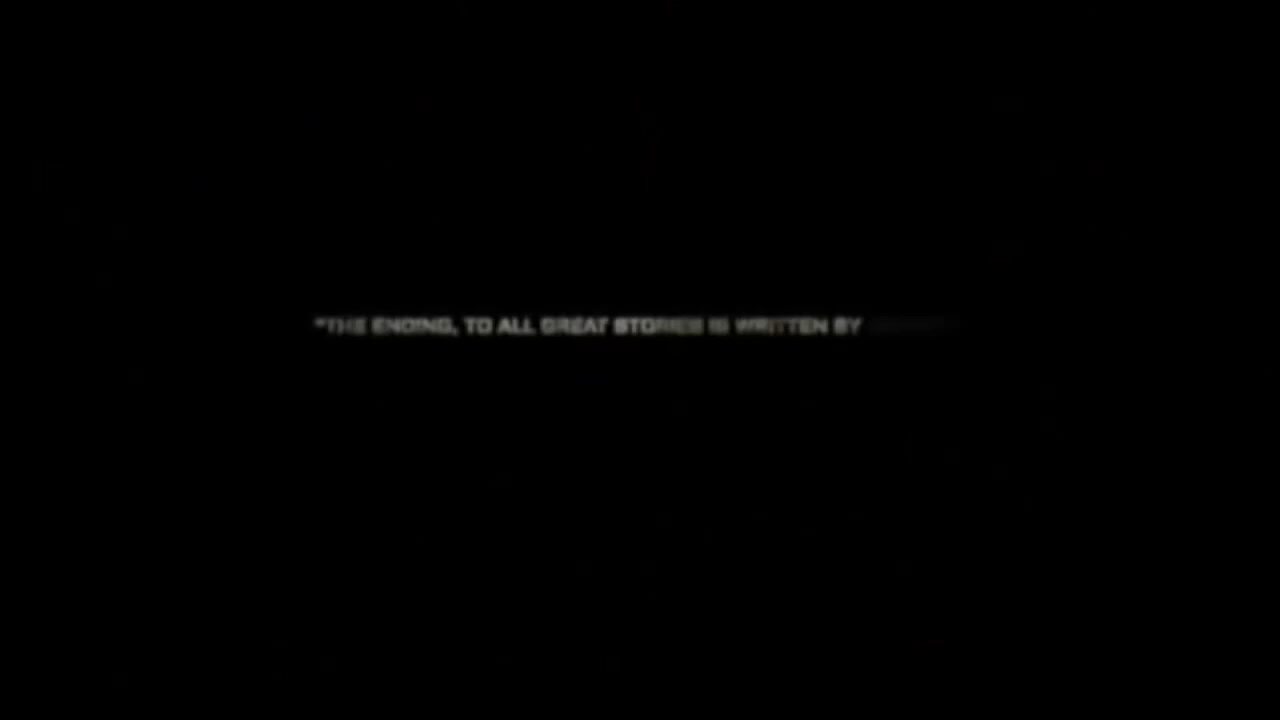 "THE ENDING, TO ALL GREAT STORIES IS WRITTEN BY